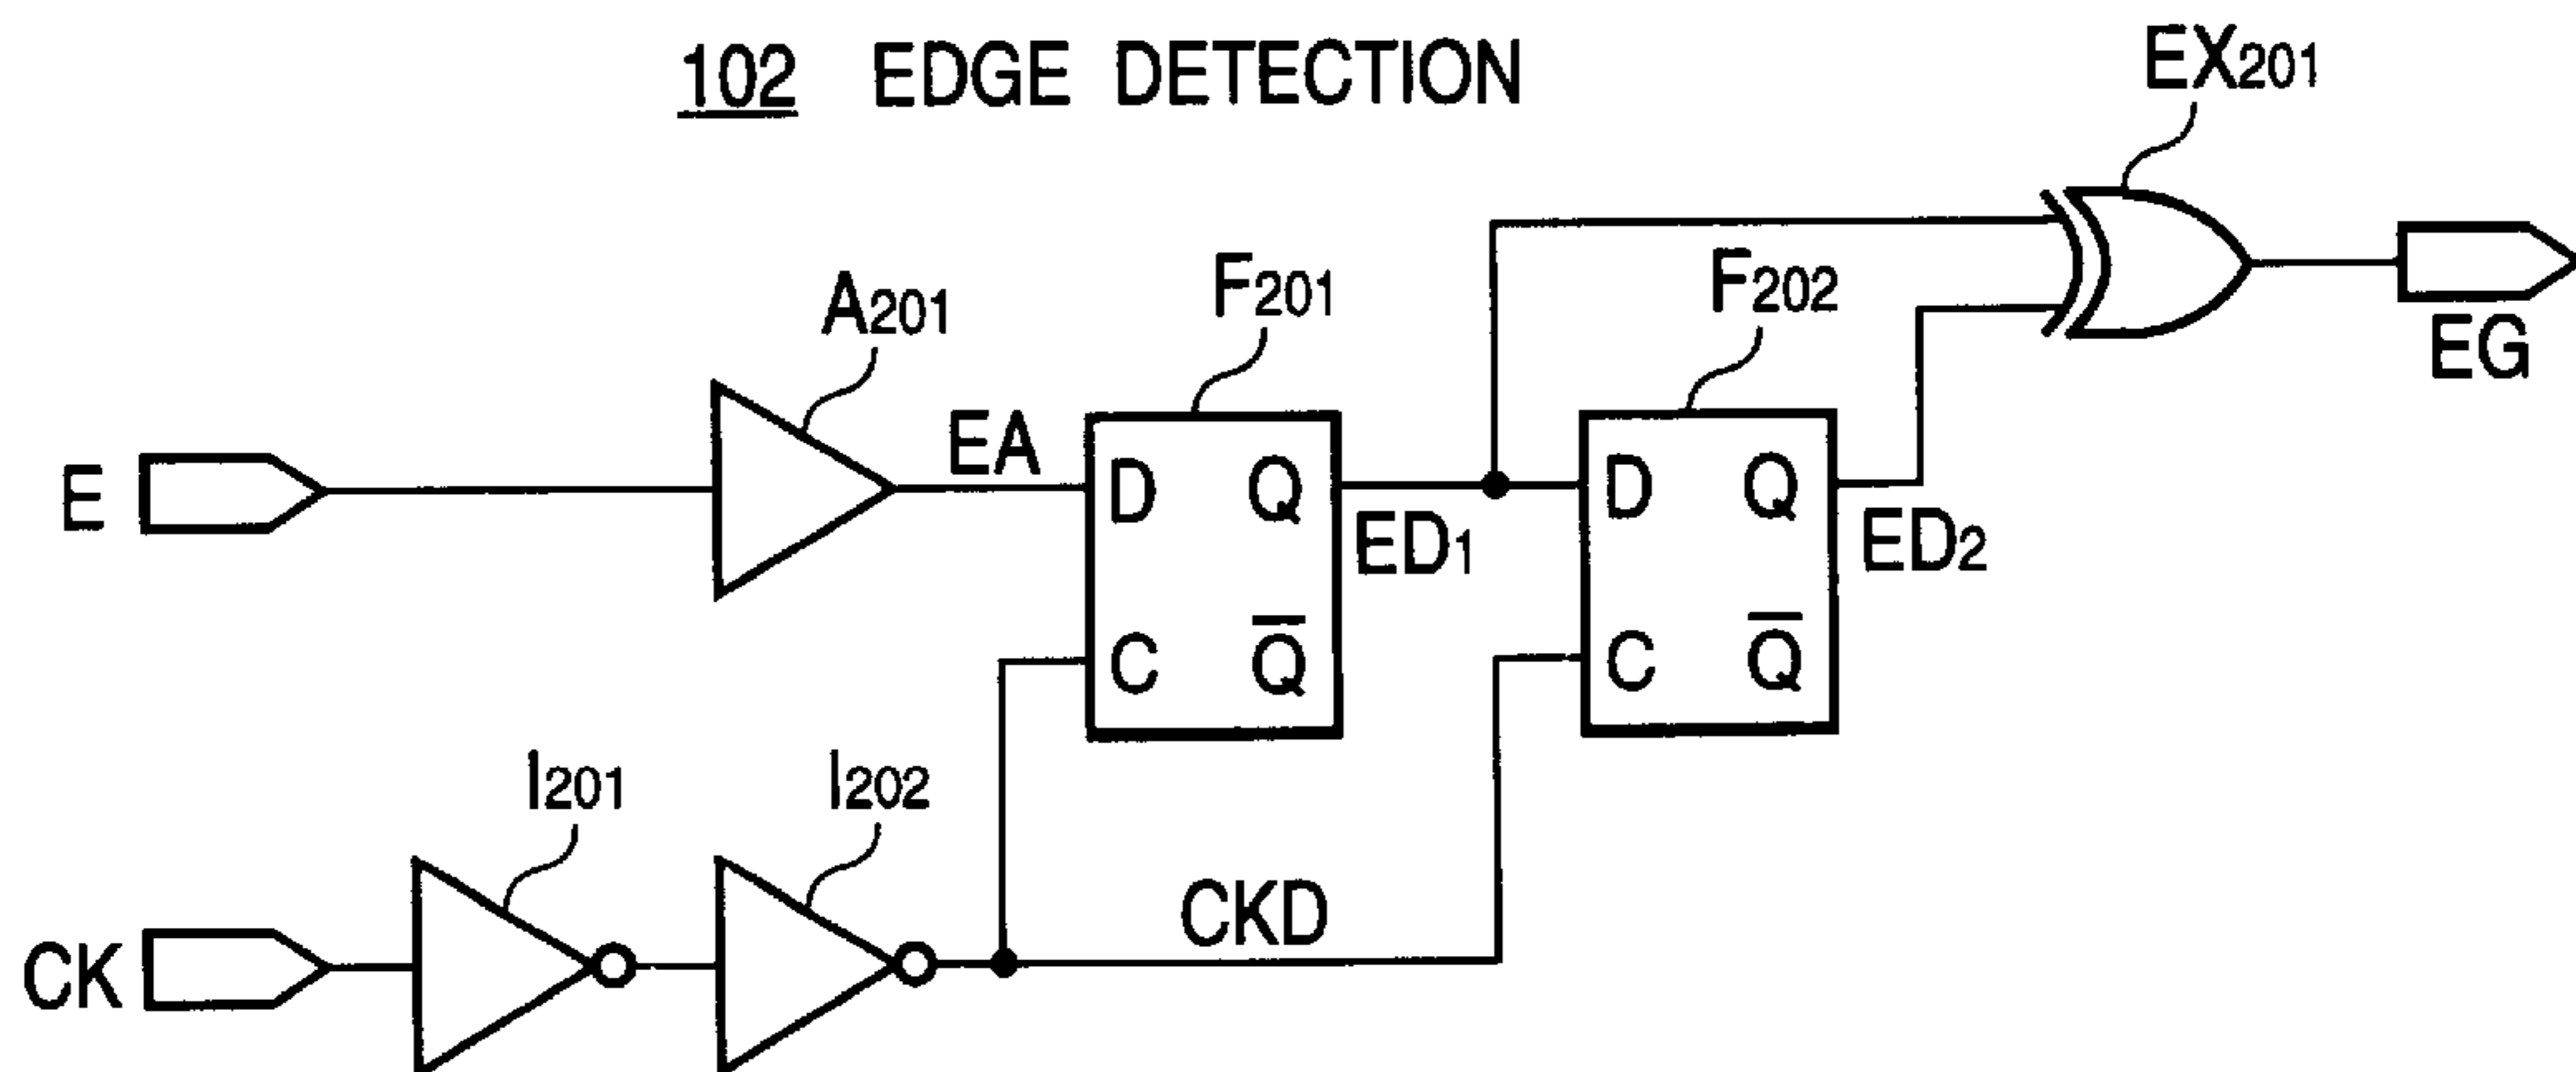 102 EDGE DETECTION
EX201
A201
F201
F202
EG
E
EA
D Q
ED1
D Q
ED2
C Q̅
C Q̅
I201
I202
CK
CKD